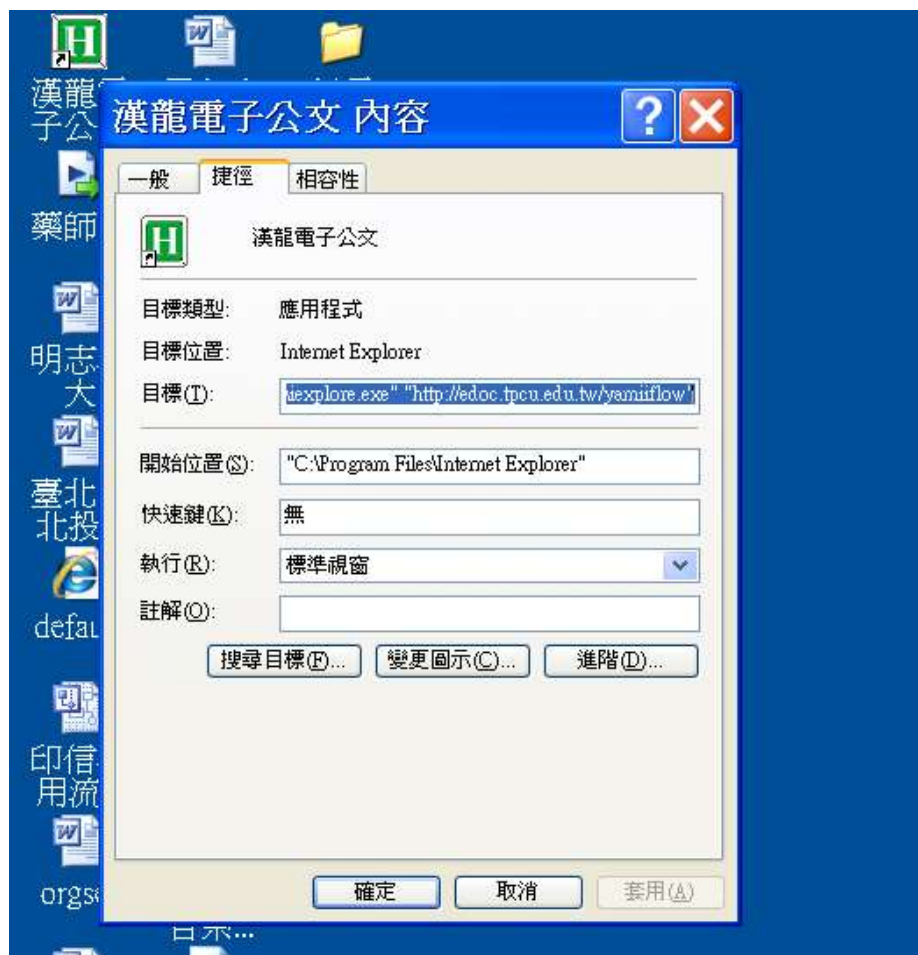 漢龍電
子公
漢龍電子公文 內容
一般 捷徑 相容性
藥師
漢龍電子公文
目標類型: 應用程式
明志
大
目標位置: Internet Explorer
目標(T): iexplore.exe" "http://edoc.tpcu.edu.tw/yamiiflow"
臺北
北投
開始位置(S): "C:\Program Files\Internet Explorer"
快速鍵(K): 無
執行(R): 標準視窗
defau
註解(O):
搜尋目標(F)... 變更圖示(C)... 進階(D)...
印信
用流
orgse
確定 取消 套用(A)